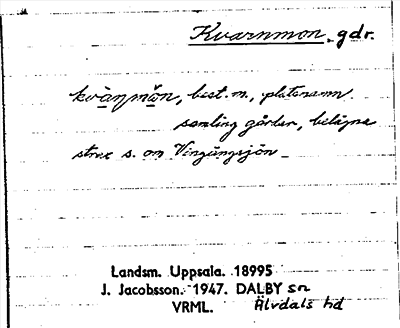 Kvarnmon, gdr.
kvàṇmän, best. m., platsnamn.
samling gårdar, belägna
strax s. om Vingängsjön
Landsm. Uppsala. 18995
J. Jacobsson. 1947. DALBY sn
VRML. Älvdals hd